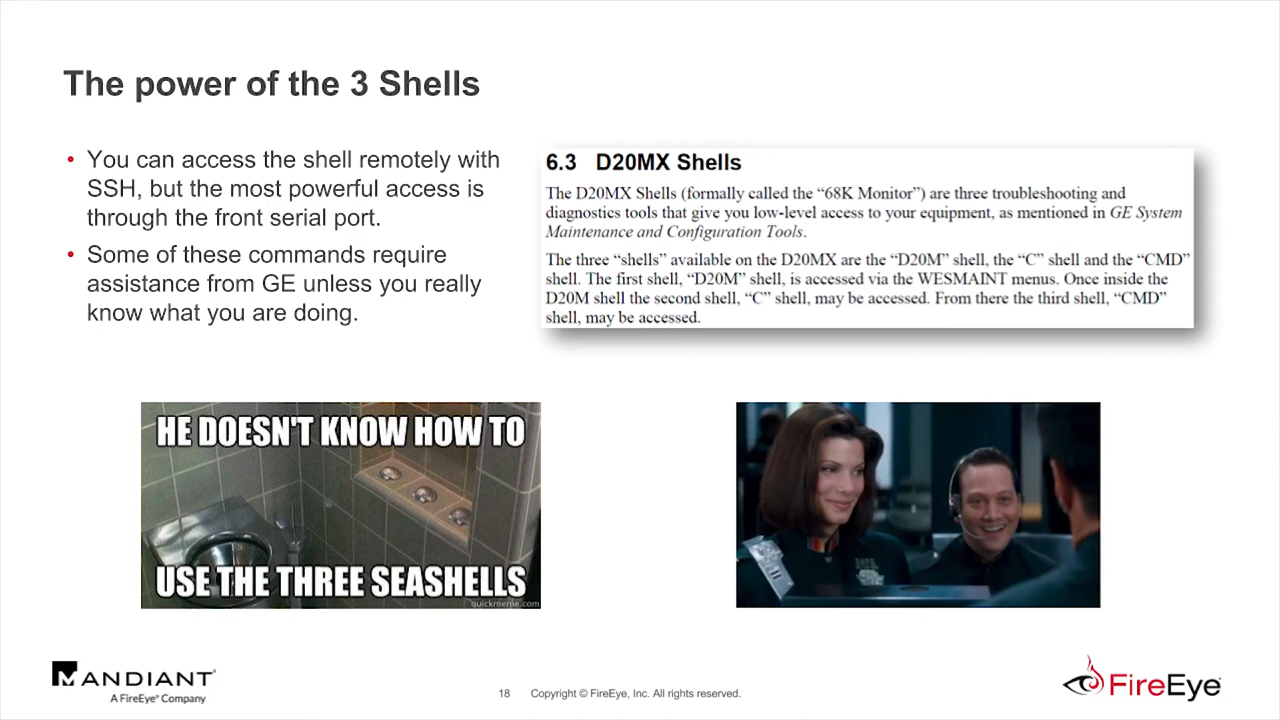 The power of the 3 Shells
• You can access the shell remotely with
SSH, but the most powerful access is
through the front serial port.
• Some of these commands require
assistance from GE unless you really
know what you are doing.
6.3 D20MX Shells
The D20MX Shells (formally called the “68K Monitor”) are three troubleshooting and
diagnostics tools that give you low-level access to your equipment, as mentioned in GE System
Maintenance and Configuration Tools.
The three “shells” available on the D20MX are the “D20M” shell, the “C” shell and the “CMD”
shell. The first shell, “D20M” shell, is accessed via the WESMAINT menus. Once inside the
D20M shell the second shell, “C” shell, may be accessed. From there the third shell, “CMD”
shell, may be accessed.
HE DOESN'T KNOW HOW TO
USE THE THREE SEASHELLS
quickmeme.com
MANDIANT
A FireEye® Company
18 Copyright © FireEye, Inc. All rights reserved.
FireEye